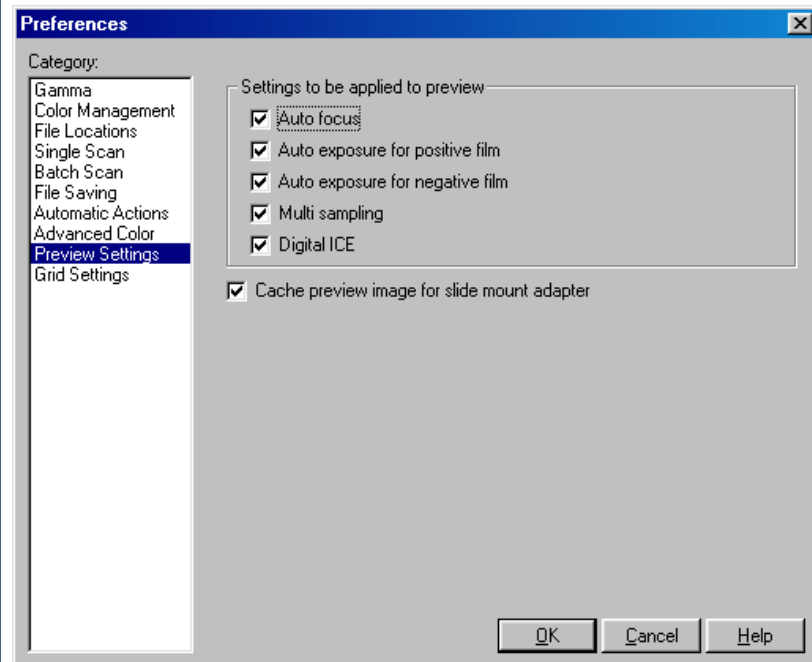 Preferences
Category:
Gamma
Color Management
File Locations
Single Scan
Batch Scan
File Saving
Automatic Actions
Advanced Color
Preview Settings
Grid Settings
Settings to be applied to preview
Auto focus
Auto exposure for positive film
Auto exposure for negative film
Multi sampling
Digital ICE
Cache preview image for slide mount adapter
OK
Cancel
Help